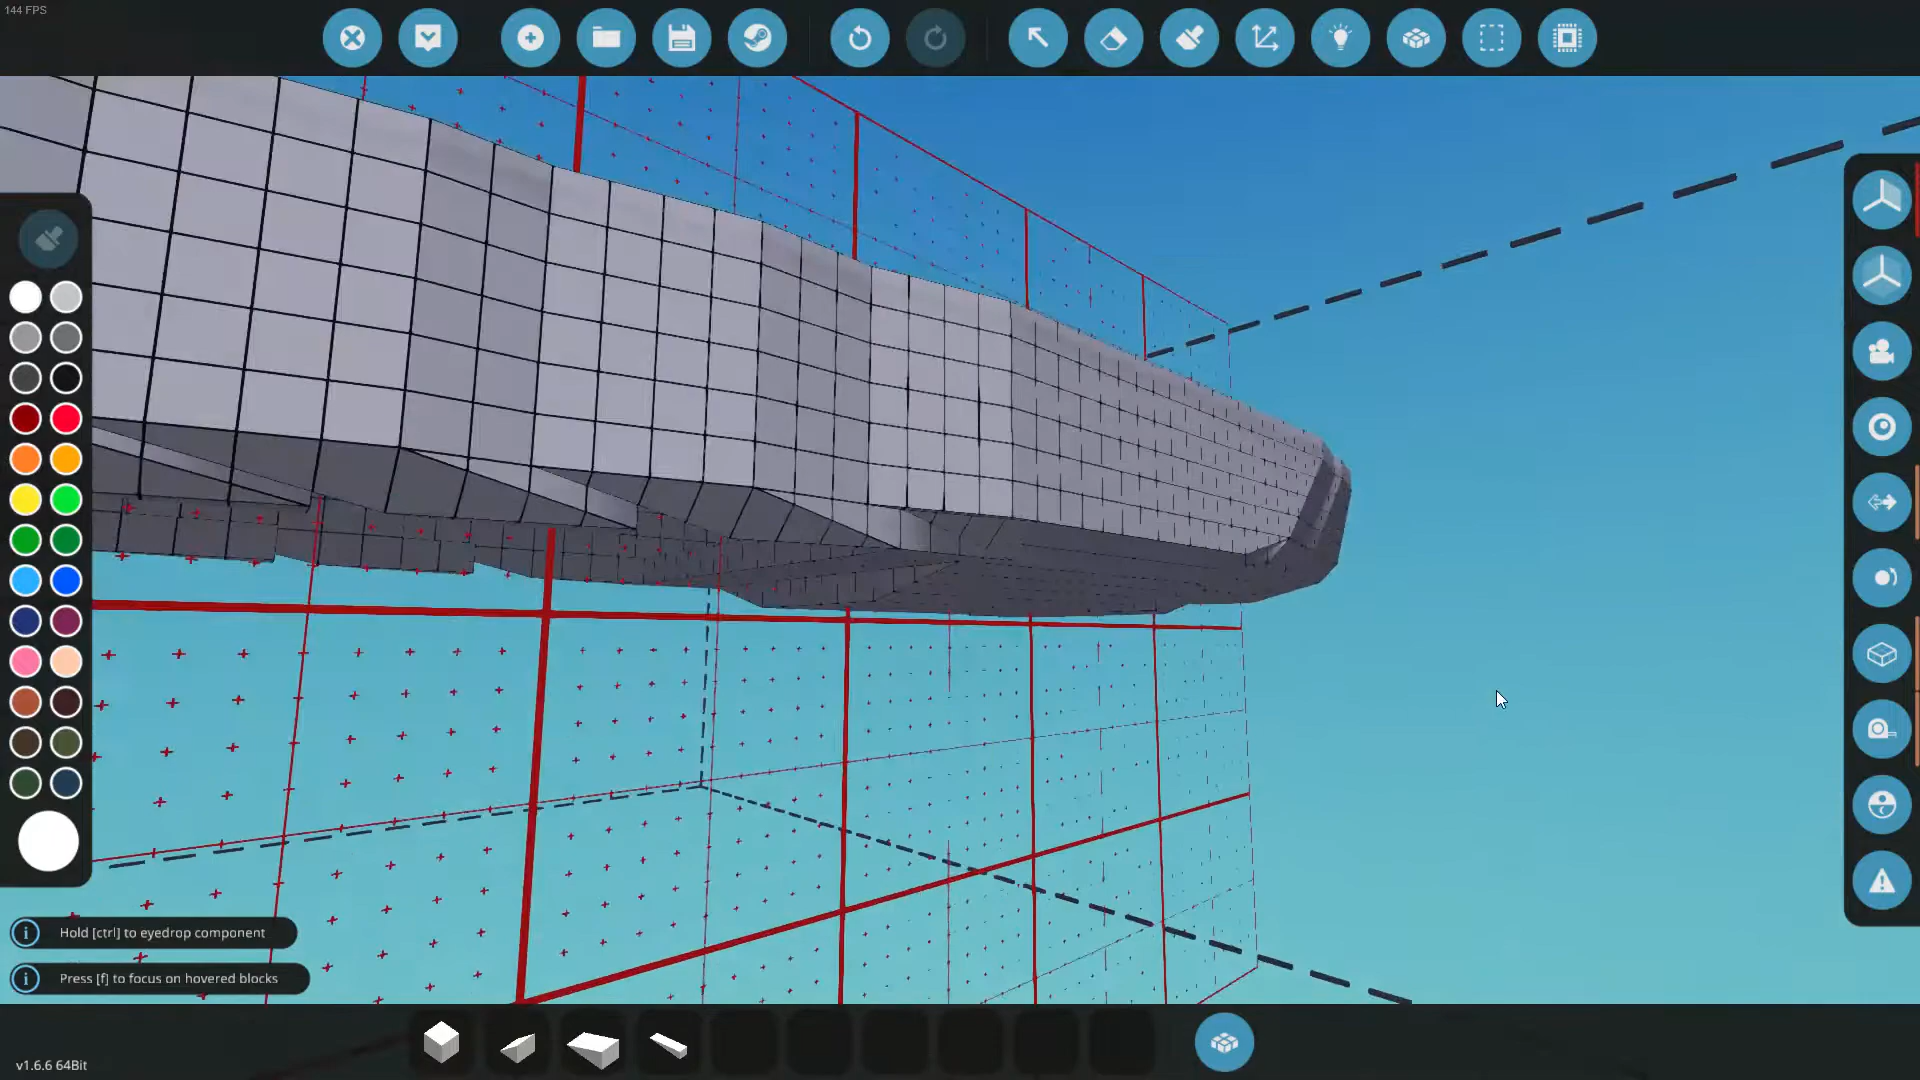 144 FPS
Hold [ctrl] to eyedrop component
Press [f] to focus on hovered blocks
v1.6.6 64Bit